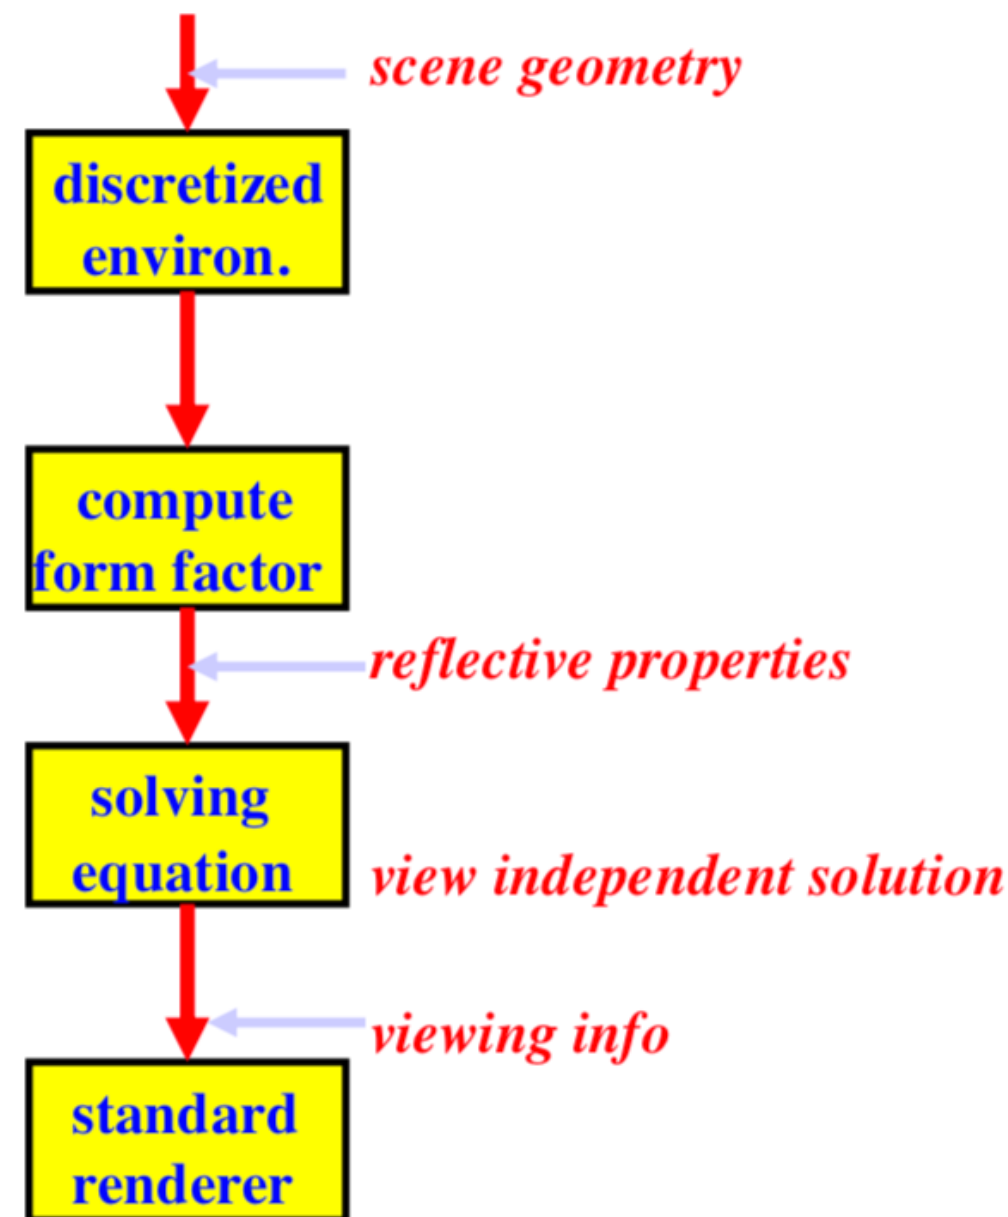 scene geometry
discretized
environ.
compute
form factor
reflective properties
solving
equation
view independent solution
viewing info
standard
renderer